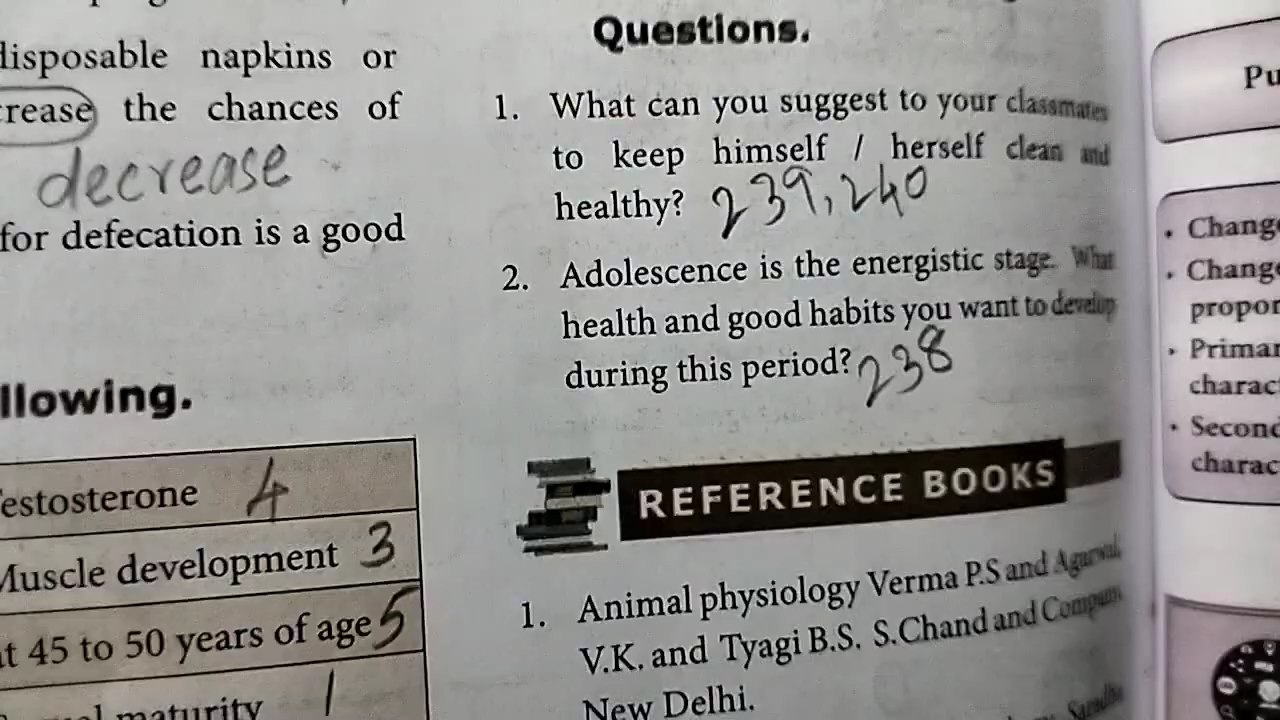 disposable napkins or
crease the chances of
decrease
for defecation is a good
llowing.
Testosterone 4
Muscle development 3
at 45 to 50 years of age 5
maturity 1
Questions.
1. What can you suggest to your classmates
to keep himself / herself clean and
healthy? 239, 240
2. Adolescence is the energistic stage. What
health and good habits you want to develop
during this period? 238
REFERENCE BOOKS
1. Animal physiology Verma P.S and Agarwal
V.K. and Tyagi B.S. S.Chand and Company
New Delhi.
Pu
• Change
• Change
propor
• Primar
charac
• Second
charac